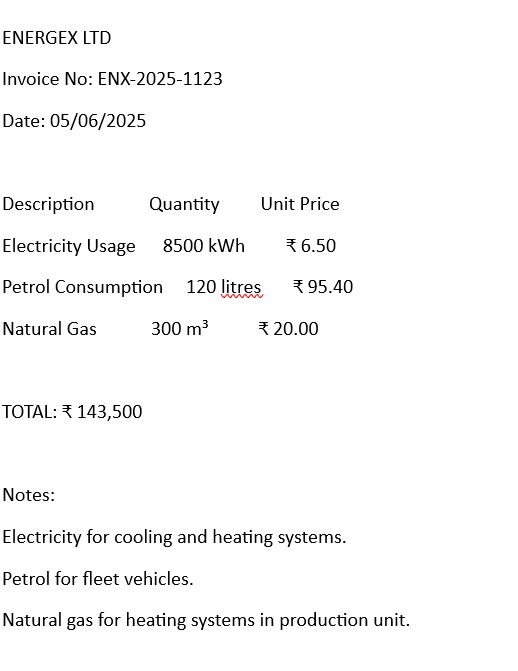 ENERGEX LTD
Invoice No: ENX-2025-1123
Date: 05/06/2025
Description Quantity Unit Price
Electricity Usage 8500 kWh ₹ 6.50
Petrol Consumption 120 litres ₹ 95.40
Natural Gas 300 m³ ₹ 20.00
TOTAL: ₹ 143,500
Notes:
Electricity for cooling and heating systems.
Petrol for fleet vehicles.
Natural gas for heating systems in production unit.